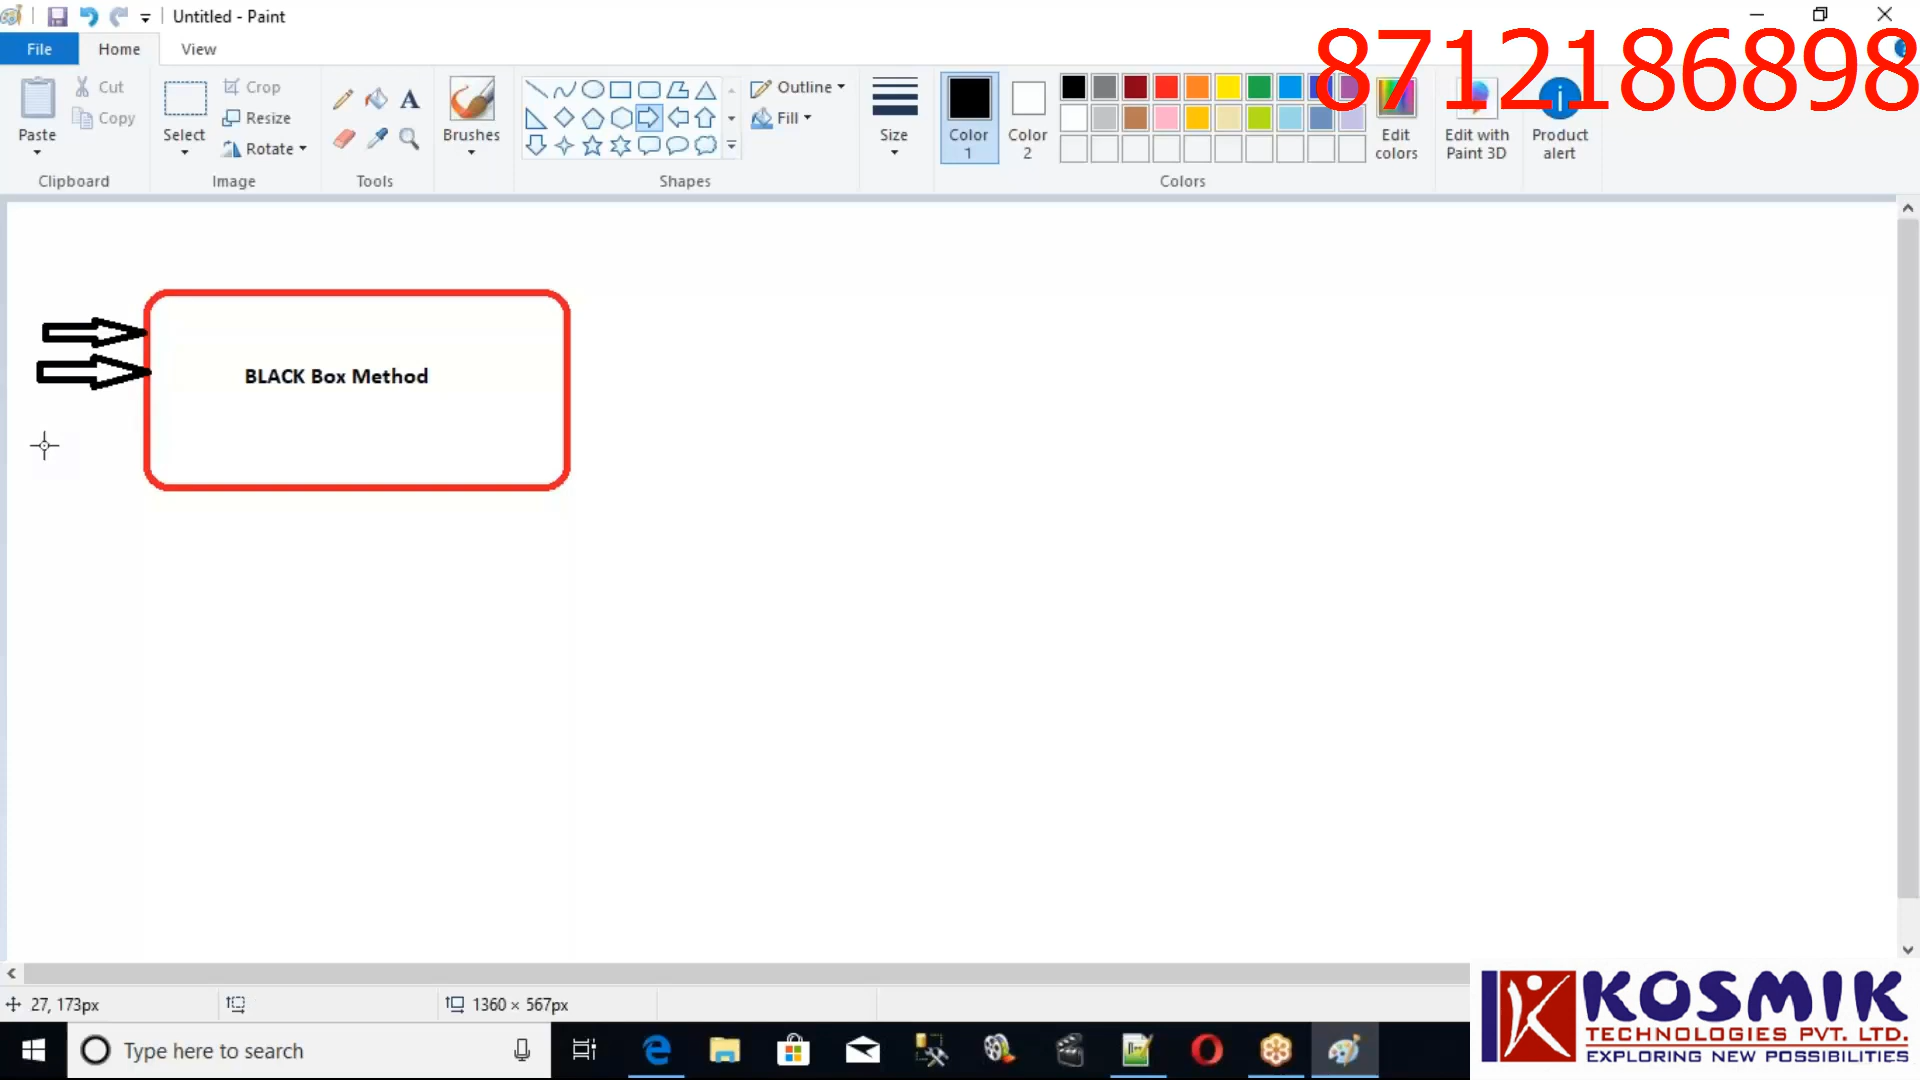 Untitled - Paint
8712186898
File
Home
View
Paste
Cut
Copy
Clipboard
Select
Crop
Resize
Rotate
Image
Tools
Brushes
Shapes
Outline
Fill
Size
Color 1
Color 2
Colors
Edit colors
Edit with Paint 3D
Product alert
BLACK Box Method
27, 173px
1360 × 567px
KOSMIK
TECHNOLOGIES PVT. LTD.
EXPLORING NEW POSSIBILITIES
Type here to search